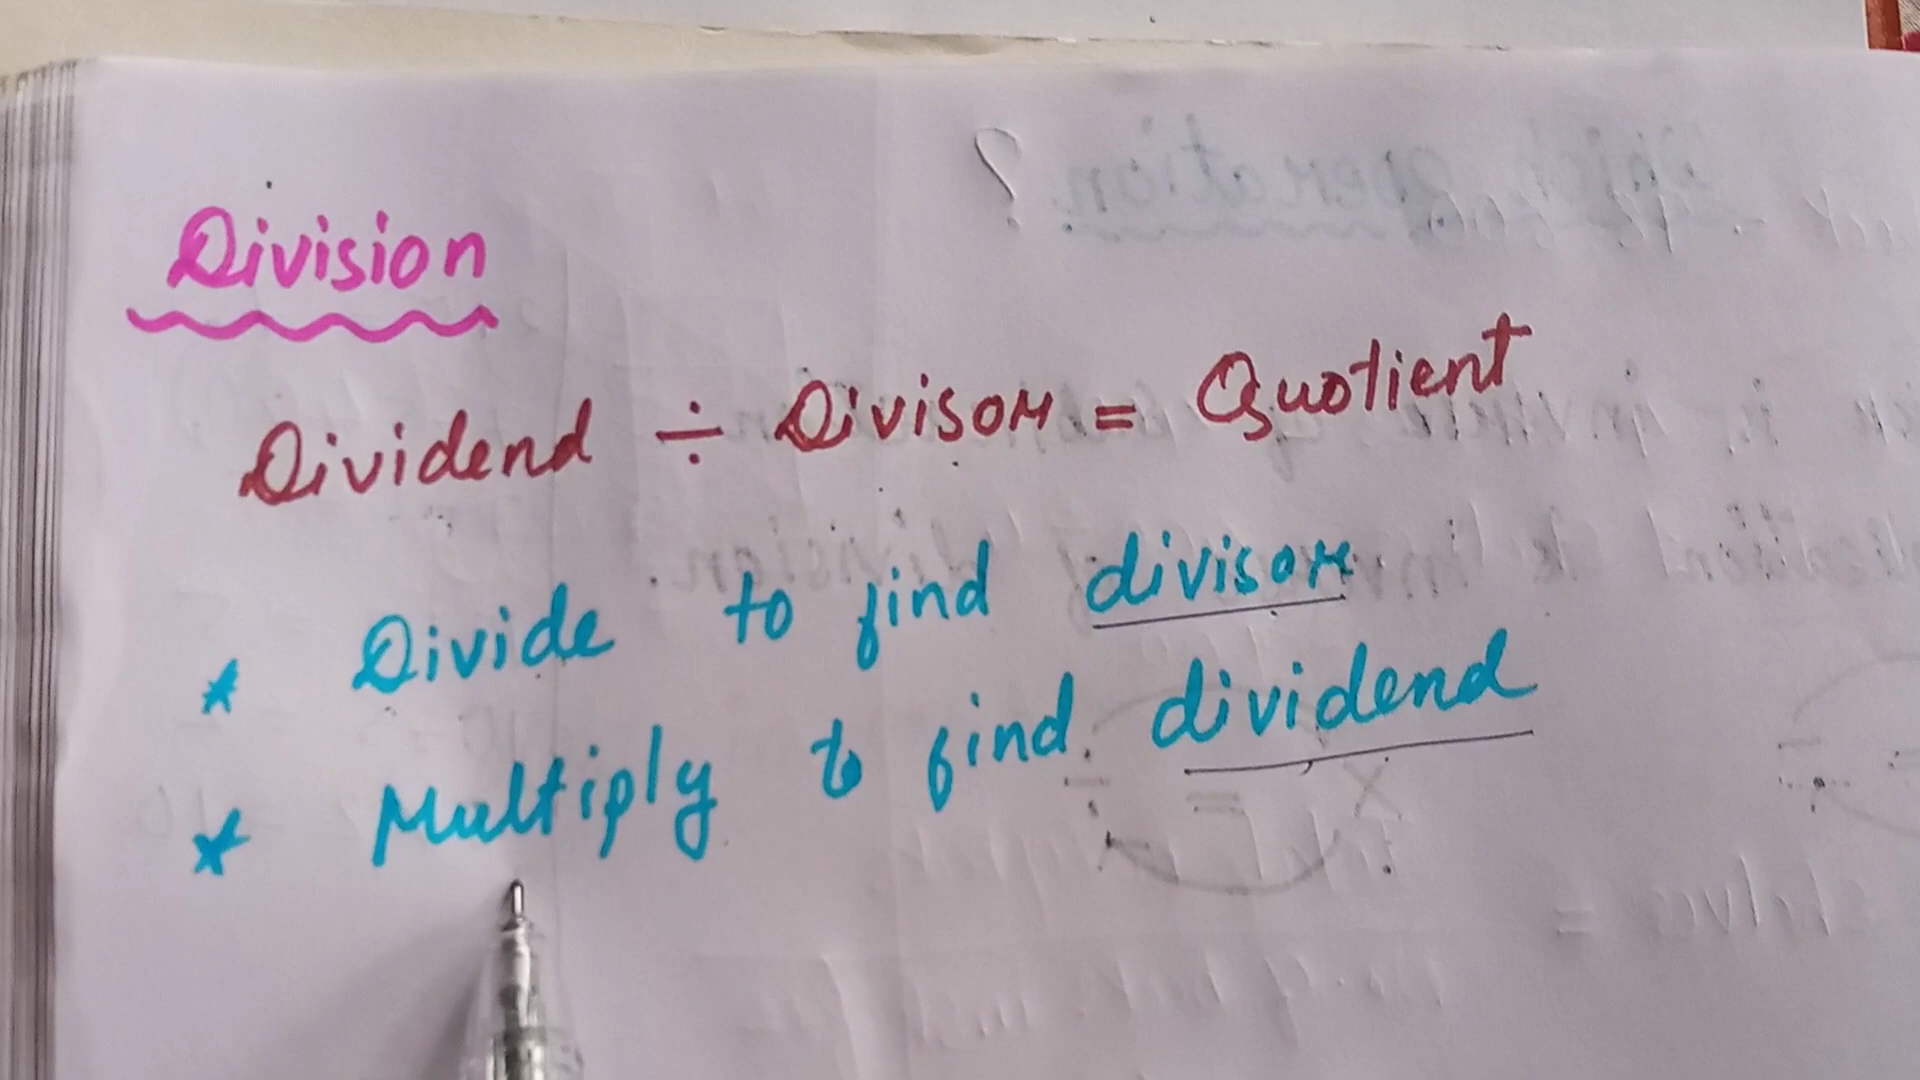 Division
Dividend ÷ Divisor = Quotient
* Divide to find divisor
* Multiply to find dividend